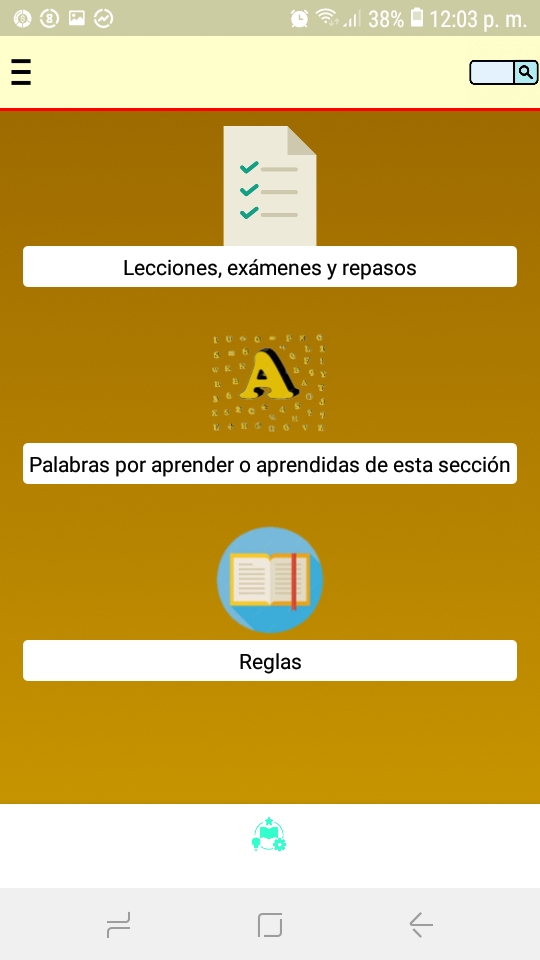 38% 12:03 p. m.
Lecciones, exámenes y repasos
A
Palabras por aprender o aprendidas de esta sección
Reglas